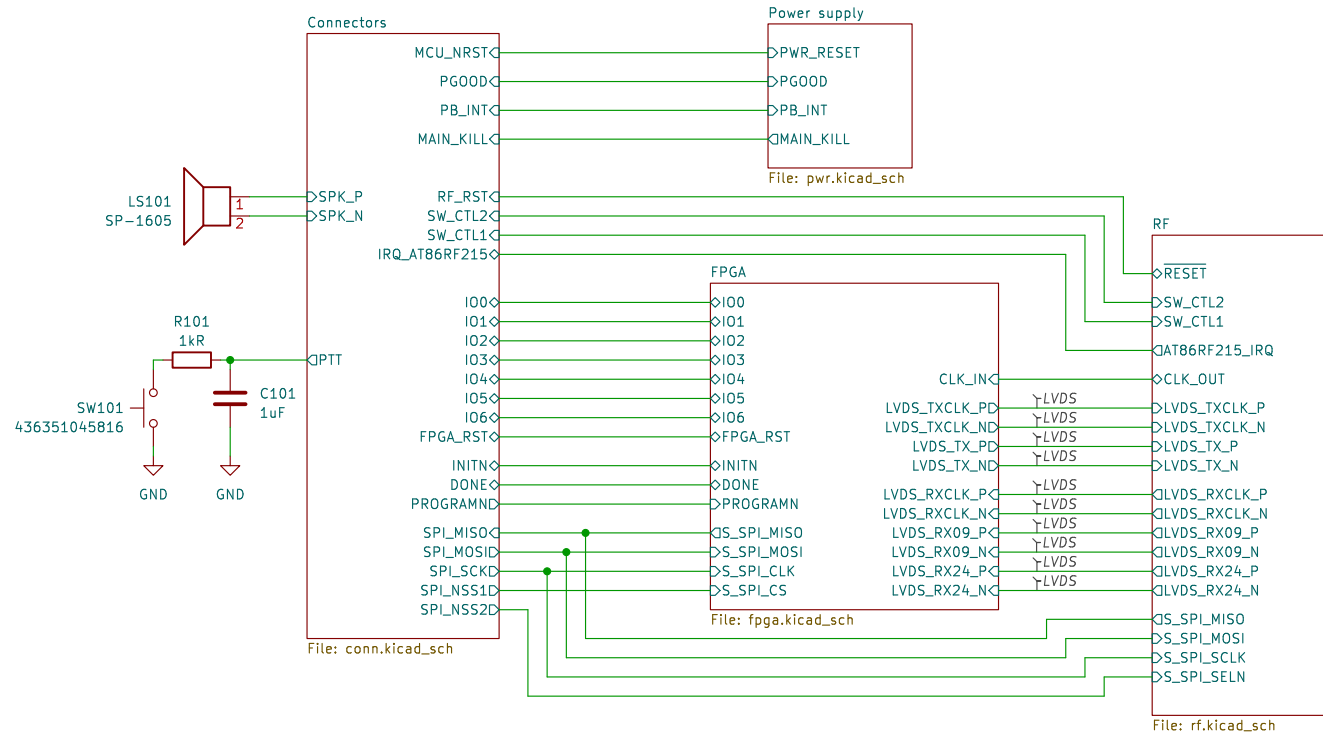 Connectors
MCU_NRST
PGOOD
PB_INT
MAIN_KILL
SPK_P
SPK_N
RF_RST
SW_CTL2
SW_CTL1
IRQ_AT86RF215
IO0
IO1
IO2
IO3
IO4
IO5
IO6
FPGA_RST
PTT
INITN
DONE
PROGRAMN
SPI_MISO
SPI_MOSI
SPI_SCK
SPI_NSS1
SPI_NSS2
File: conn.kicad_sch
LS101
SP-1605
1
2
R101
1kR
SW101
436351045816
C101
1uF
GND
GND
Power supply
PWR_RESET
PGOOD
PB_INT
MAIN_KILL
File: pwr.kicad_sch
FPGA
IO0
IO1
IO2
IO3
IO4
IO5
IO6
FPGA_RST
INITN
DONE
PROGRAMN
S_SPI_MISO
S_SPI_MOSI
S_SPI_CLK
S_SPI_CS
CLK_IN
LVDS_TXCLK_P
LVDS_TXCLK_N
LVDS_TX_P
LVDS_TX_N
LVDS_RXCLK_P
LVDS_RXCLK_N
LVDS_RX09_P
LVDS_RX09_N
LVDS_RX24_P
LVDS_RX24_N
File: fpga.kicad_sch
LVDS
LVDS
LVDS
LVDS
LVDS
LVDS
LVDS
LVDS
LVDS
LVDS
RF
RESET
SW_CTL2
SW_CTL1
AT86RF215_IRQ
CLK_OUT
LVDS_TXCLK_P
LVDS_TXCLK_N
LVDS_TX_P
LVDS_TX_N
LVDS_RXCLK_P
LVDS_RXCLK_N
LVDS_RX09_P
LVDS_RX09_N
LVDS_RX24_P
LVDS_RX24_N
S_SPI_MISO
S_SPI_MOSI
S_SPI_SCLK
S_SPI_SELN
File: rf.kicad_sch